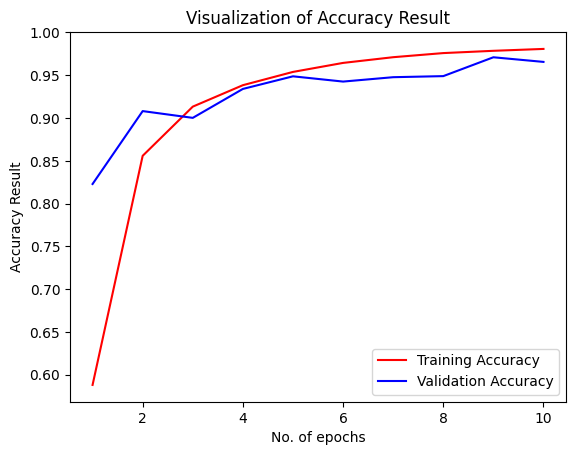 Visualization of Accuracy Result
1.00
0.95
0.90
0.85
0.80
0.75
0.70
0.65
0.60
Accuracy Result
Training Accuracy
Validation Accuracy
2 4 6 8 10
No. of epochs